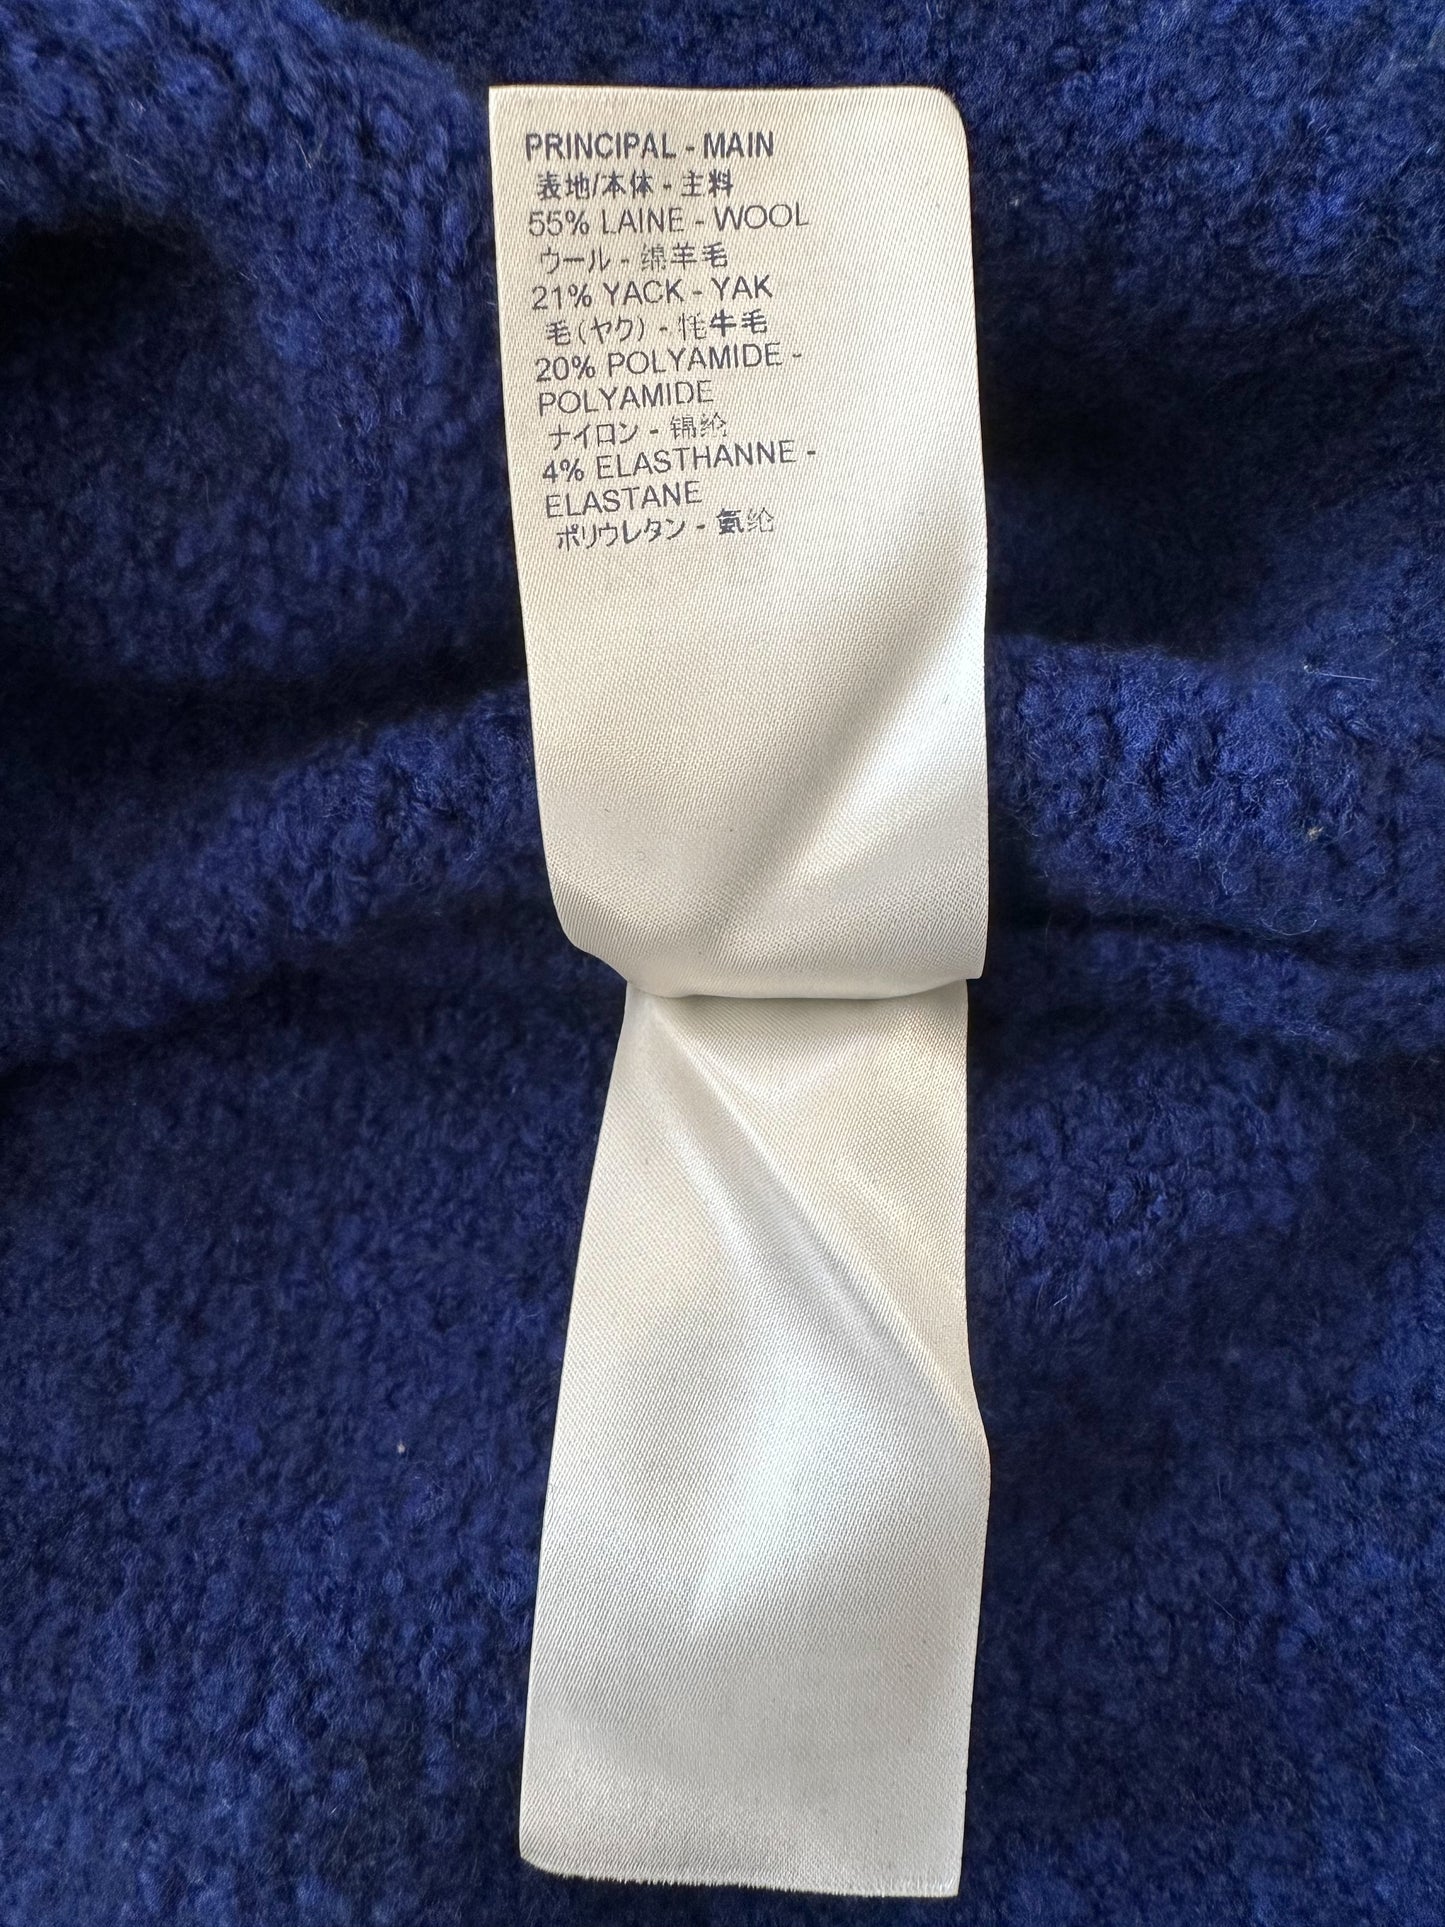 PRINCIPAL - MAIN
表地/本体 - 主料
55% LAINE - WOOL
ウール - 绵羊毛
21% YACK - YAK
毛(ヤク) - 牦牛毛
20% POLYAMIDE -
POLYAMIDE
ナイロン - 锦纶
4% ELASTHANNE -
ELASTANE
ポリウレタン - 氨纶